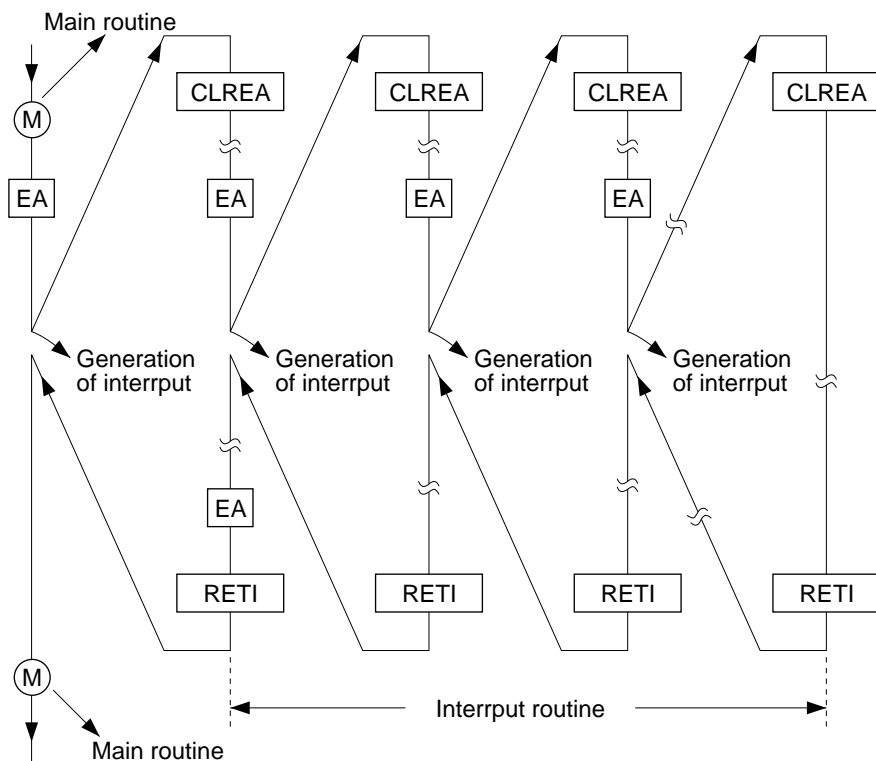 Main routine
CLREA CLREA CLREA CLREA
M
EA EA EA EA
Generation
of interrput
Generation
of interrput
Generation
of interrput
Generation
of interrput
EA
RETI RETI RETI RETI
M
Interrput routine
Main routine